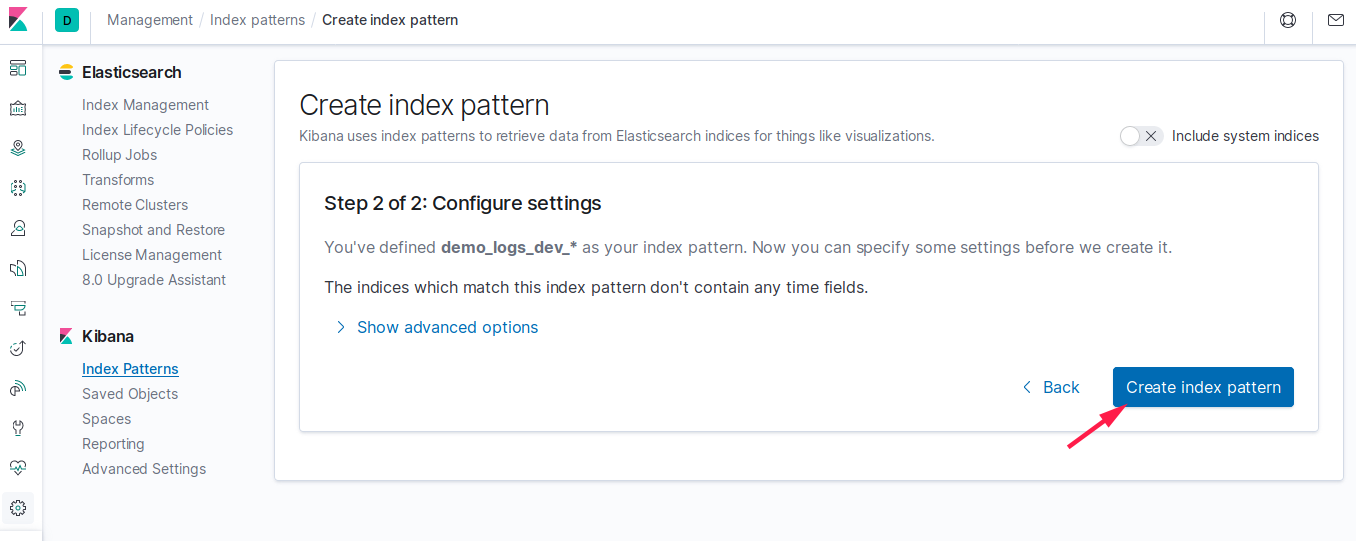 D Management / Index patterns / Create index pattern
Elasticsearch
Index Management
Index Lifecycle Policies
Rollup Jobs
Transforms
Remote Clusters
Snapshot and Restore
License Management
8.0 Upgrade Assistant
Kibana
Index Patterns
Saved Objects
Spaces
Reporting
Advanced Settings
Create index pattern
Kibana uses index patterns to retrieve data from Elasticsearch indices for things like visualizations.
Include system indices
Step 2 of 2: Configure settings
You've defined demo_logs_dev_* as your index pattern. Now you can specify some settings before we create it.
The indices which match this index pattern don't contain any time fields.
Show advanced options
Back
Create index pattern